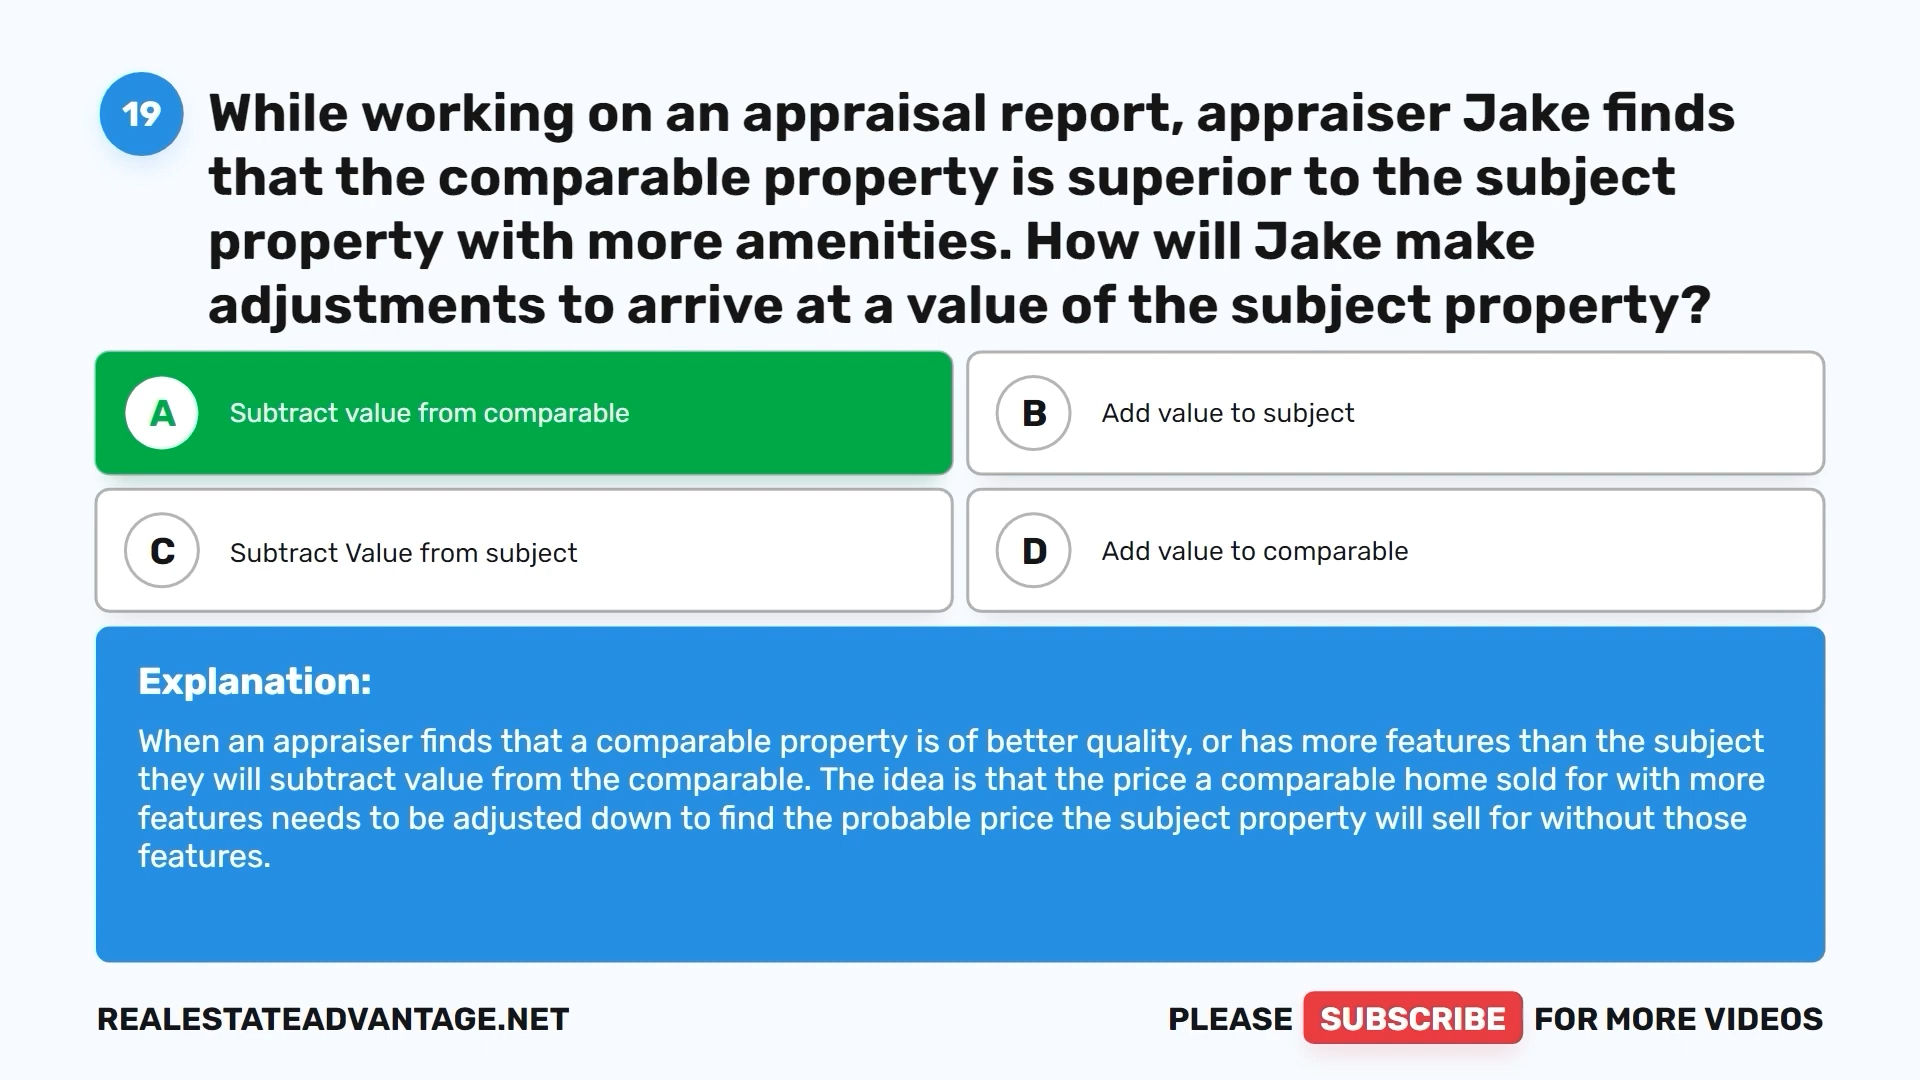 19
While working on an appraisal report, appraiser Jake finds
that the comparable property is superior to the subject
property with more amenities. How will Jake make
adjustments to arrive at a value of the subject property?
A Subtract value from comparable
B Add value to subject
C Subtract Value from subject
D Add value to comparable
Explanation:
When an appraiser finds that a comparable property is of better quality, or has more features than the subject
they will subtract value from the comparable. The idea is that the price a comparable home sold for with more
features needs to be adjusted down to find the probable price the subject property will sell for without those
features.
REALESTATEADVANTAGE.NET
PLEASE SUBSCRIBE FOR MORE VIDEOS